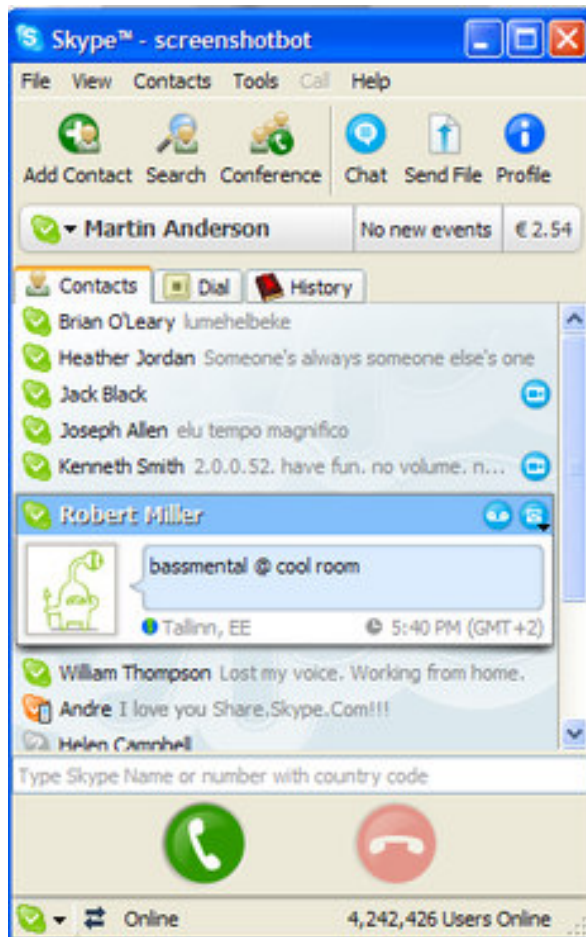 Skype™ - screenshotbot
File View Contacts Tools Call Help
Add Contact Search Conference Chat Send File Profile
Martin Anderson No new events € 2.54
Contacts Dial History
Brian O'Leary lumehelbeke
Heather Jordan Someone's always someone else's one
Jack Black
Joseph Allen elu tempo magnifico
Kenneth Smith 2.0.0.52. have fun. no volume. n...
Robert Miller
bassmental @ cool room
Tallinn, EE 5:40 PM (GMT+2)
William Thompson Lost my voice. Working from home.
Andre I love you Share.Skype.Com!!!
Helen Campbell
Type Skype Name or number with country code
Online 4,242,426 Users Online